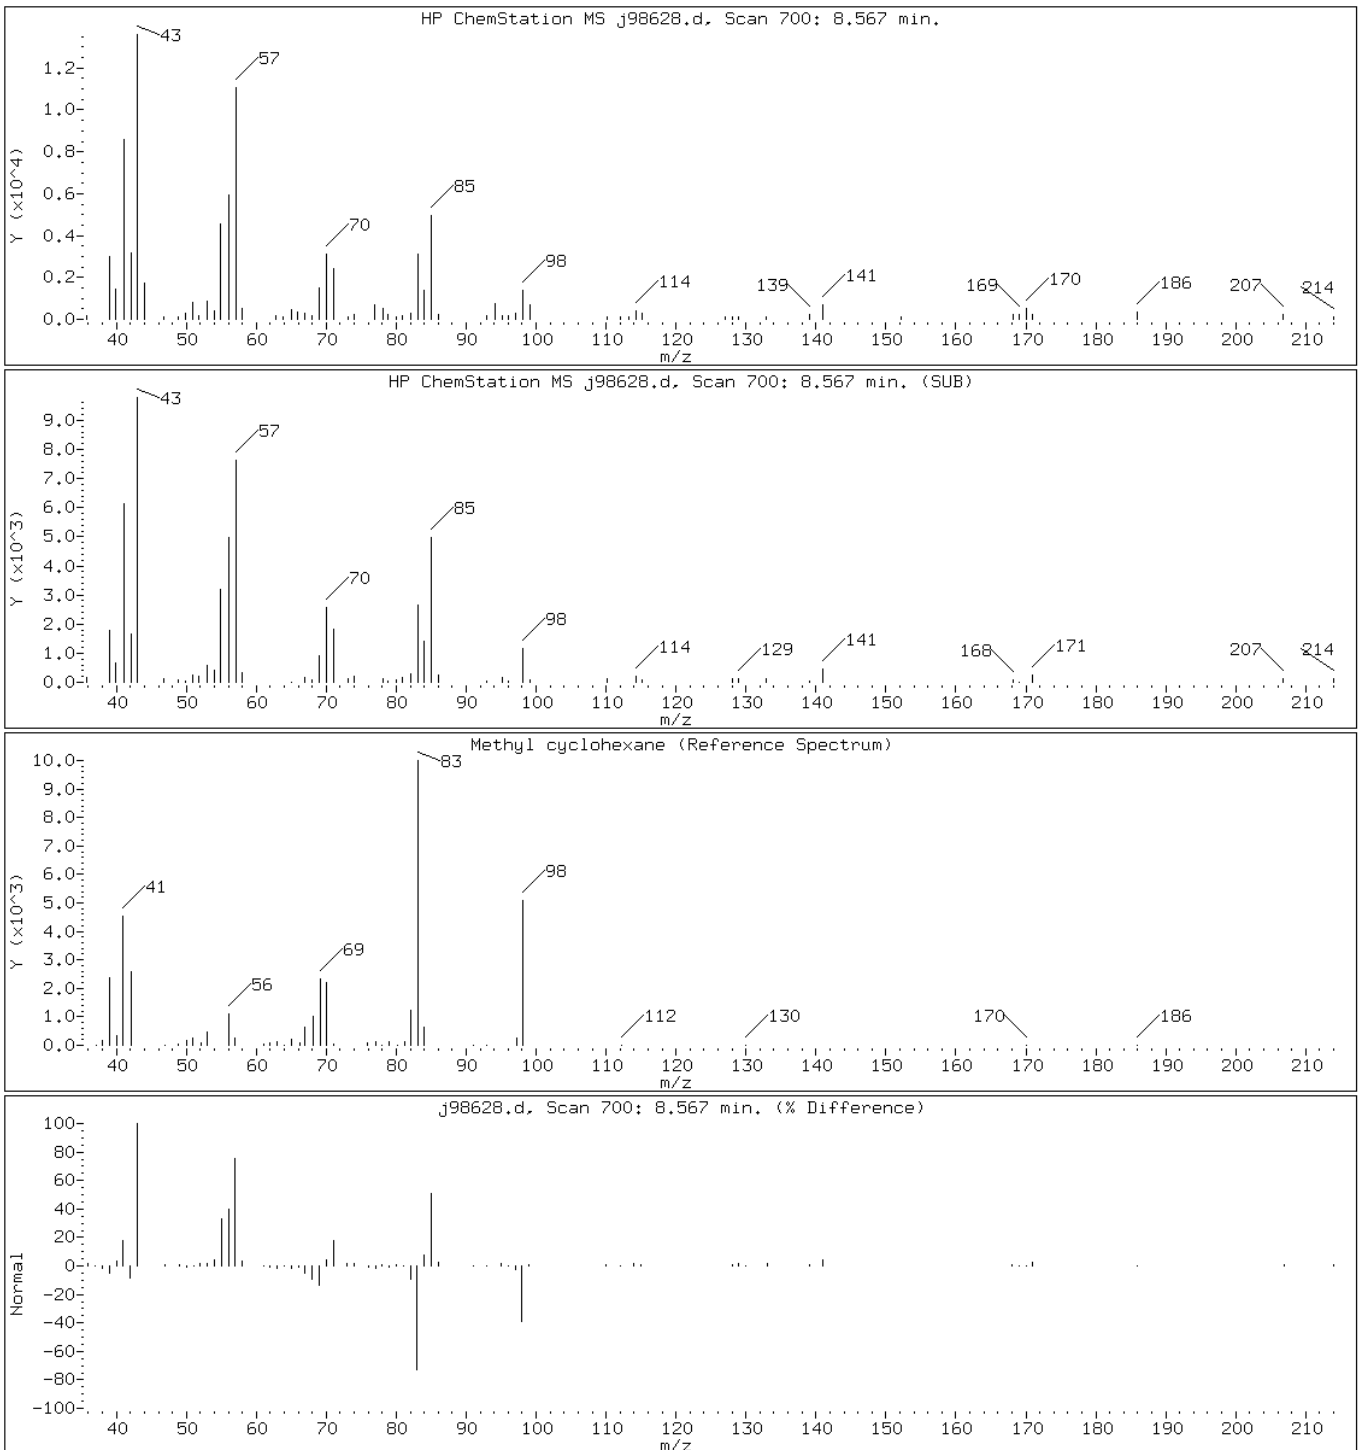 HP ChemStation MS j98628.d, Scan 700: 8.567 min.
43
57
1.2-
1.0-
0.8-
85
0.6-
70
0.4-
98
114 139 141 169 170 186 207 214
0.2-
0.0-
Y (x10^4)
40 50 60 70 80 90 100 110 120 130 140 150 160 170 180 190 200 210
m/z
HP ChemStation MS j98628.d, Scan 700: 8.567 min. (SUB)
43
57
9.0-
8.0-
7.0-
85
6.0-
5.0-
70
4.0-
3.0-
98
2.0-
114 129 141 168 171 207 214
1.0-
0.0-
Y (x10^3)
40 50 60 70 80 90 100 110 120 130 140 150 160 170 180 190 200 210
m/z
Methyl cyclohexane (Reference Spectrum)
10.0-
83
9.0-
8.0-
7.0-
98
6.0-
41
5.0-
4.0-
69
3.0-
56
2.0-
112 130 170 186
1.0-
0.0-
Y (x10^3)
40 50 60 70 80 90 100 110 120 130 140 150 160 170 180 190 200 210
m/z
j98628.d, Scan 700: 8.567 min. (% Difference)
100-
80-
60-
40-
20-
0-
-20-
-40-
-60-
-80-
-100-
Normal
40 50 60 70 80 90 100 110 120 130 140 150 160 170 180 190 200 210
m/z